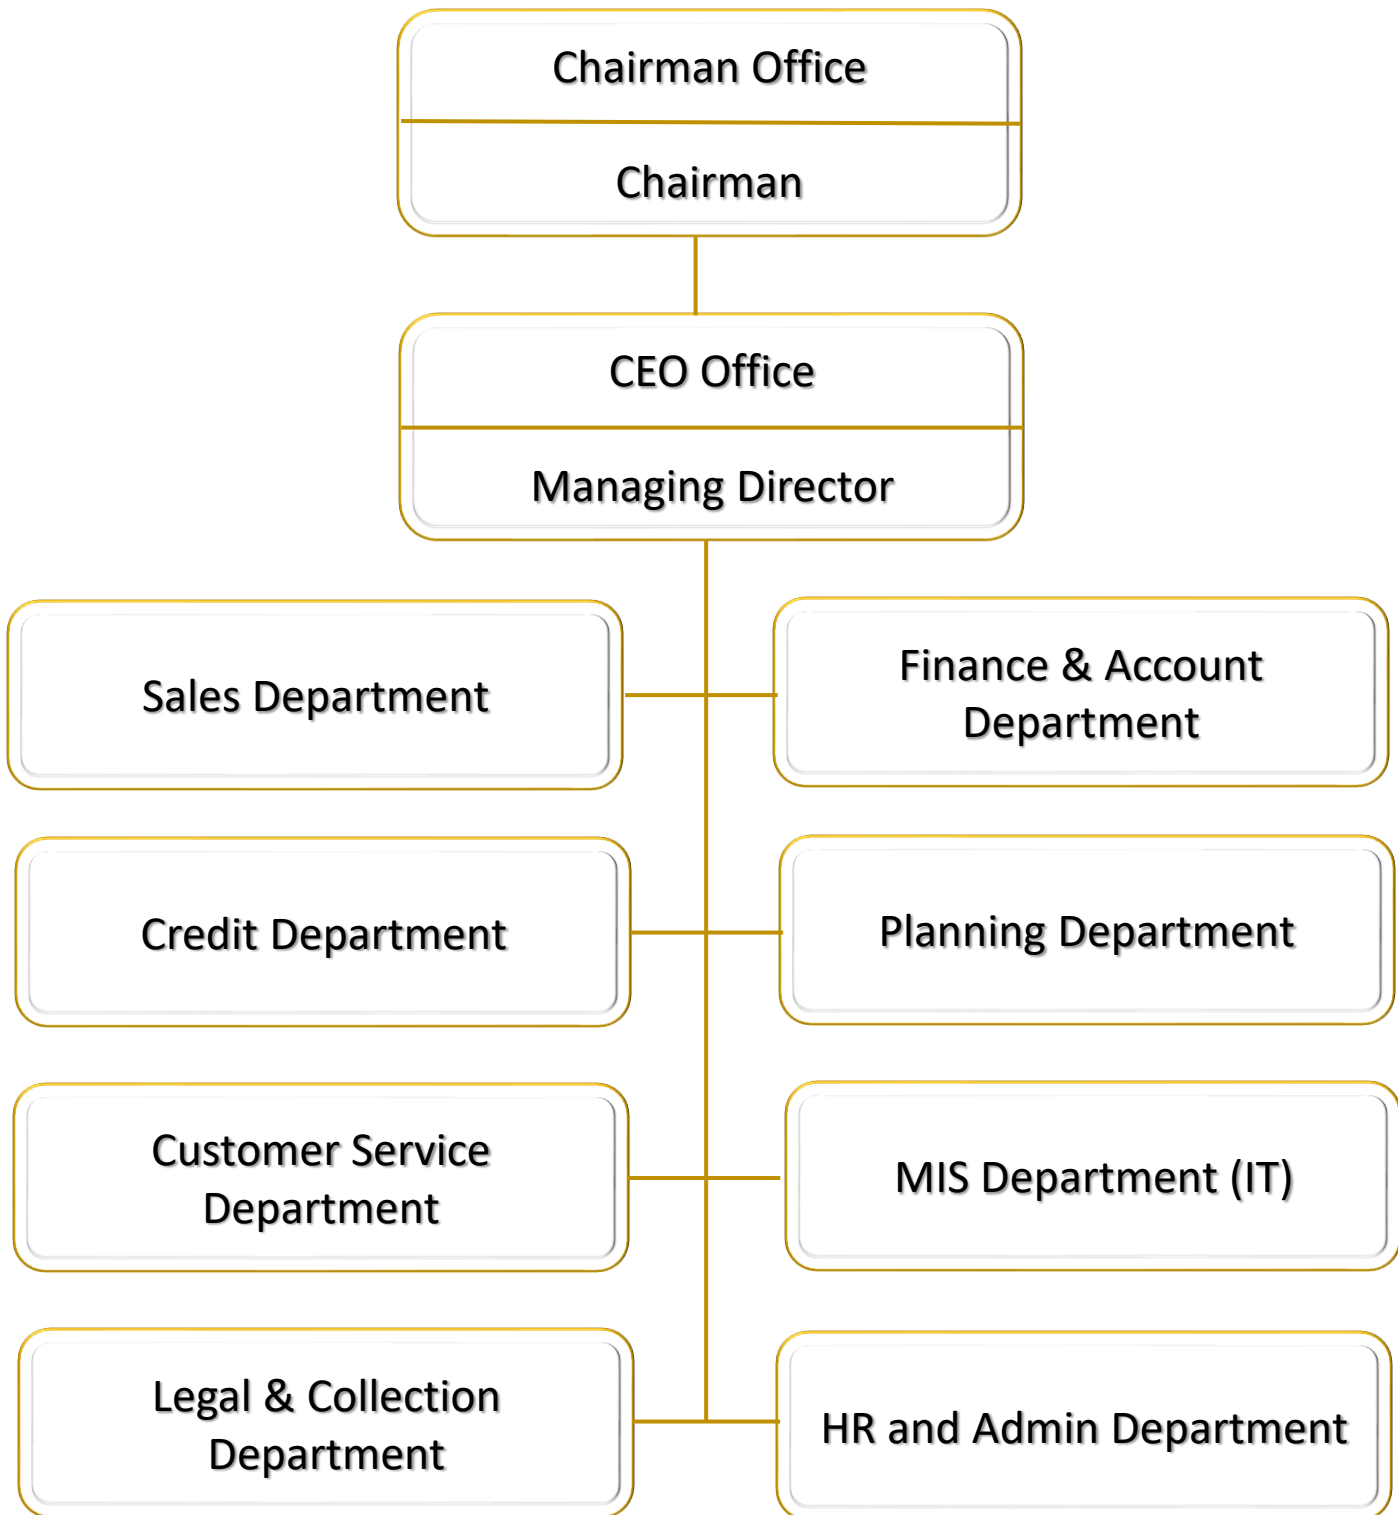 Chairman Office
Chairman
CEO Office
Managing Director
Sales Department
Finance & Account
Department
Credit Department
Planning Department
Customer Service
Department
MIS Department (IT)
Legal & Collection
Department
HR and Admin Department